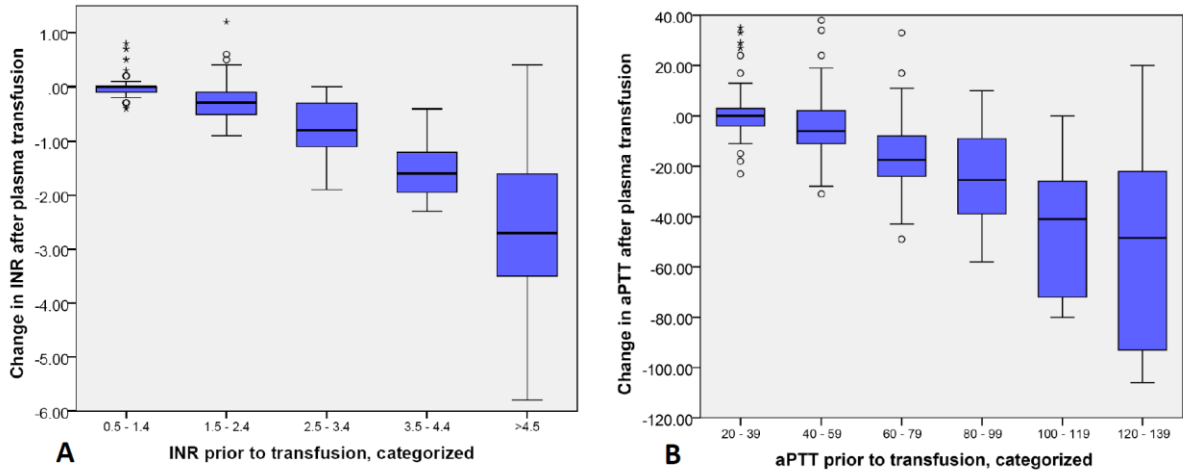 Change in INR after plasma transfusion
1.00
.00
-1.00
-2.00
-3.00
-4.00
-5.00
-6.00
0.5 - 1.4
1.5 - 2.4
2.5 - 3.4
3.5 - 4.4
>4.5
A
INR prior to transfusion, categorized
Change in aPTT after plasma transfusion
40.00
20.00
.00
-20.00
-40.00
-60.00
-80.00
-100.00
-120.00
20 - 39
40 - 59
60 - 79
80 - 99
100 - 119
120 - 139
B
aPTT prior to transfusion, categorized